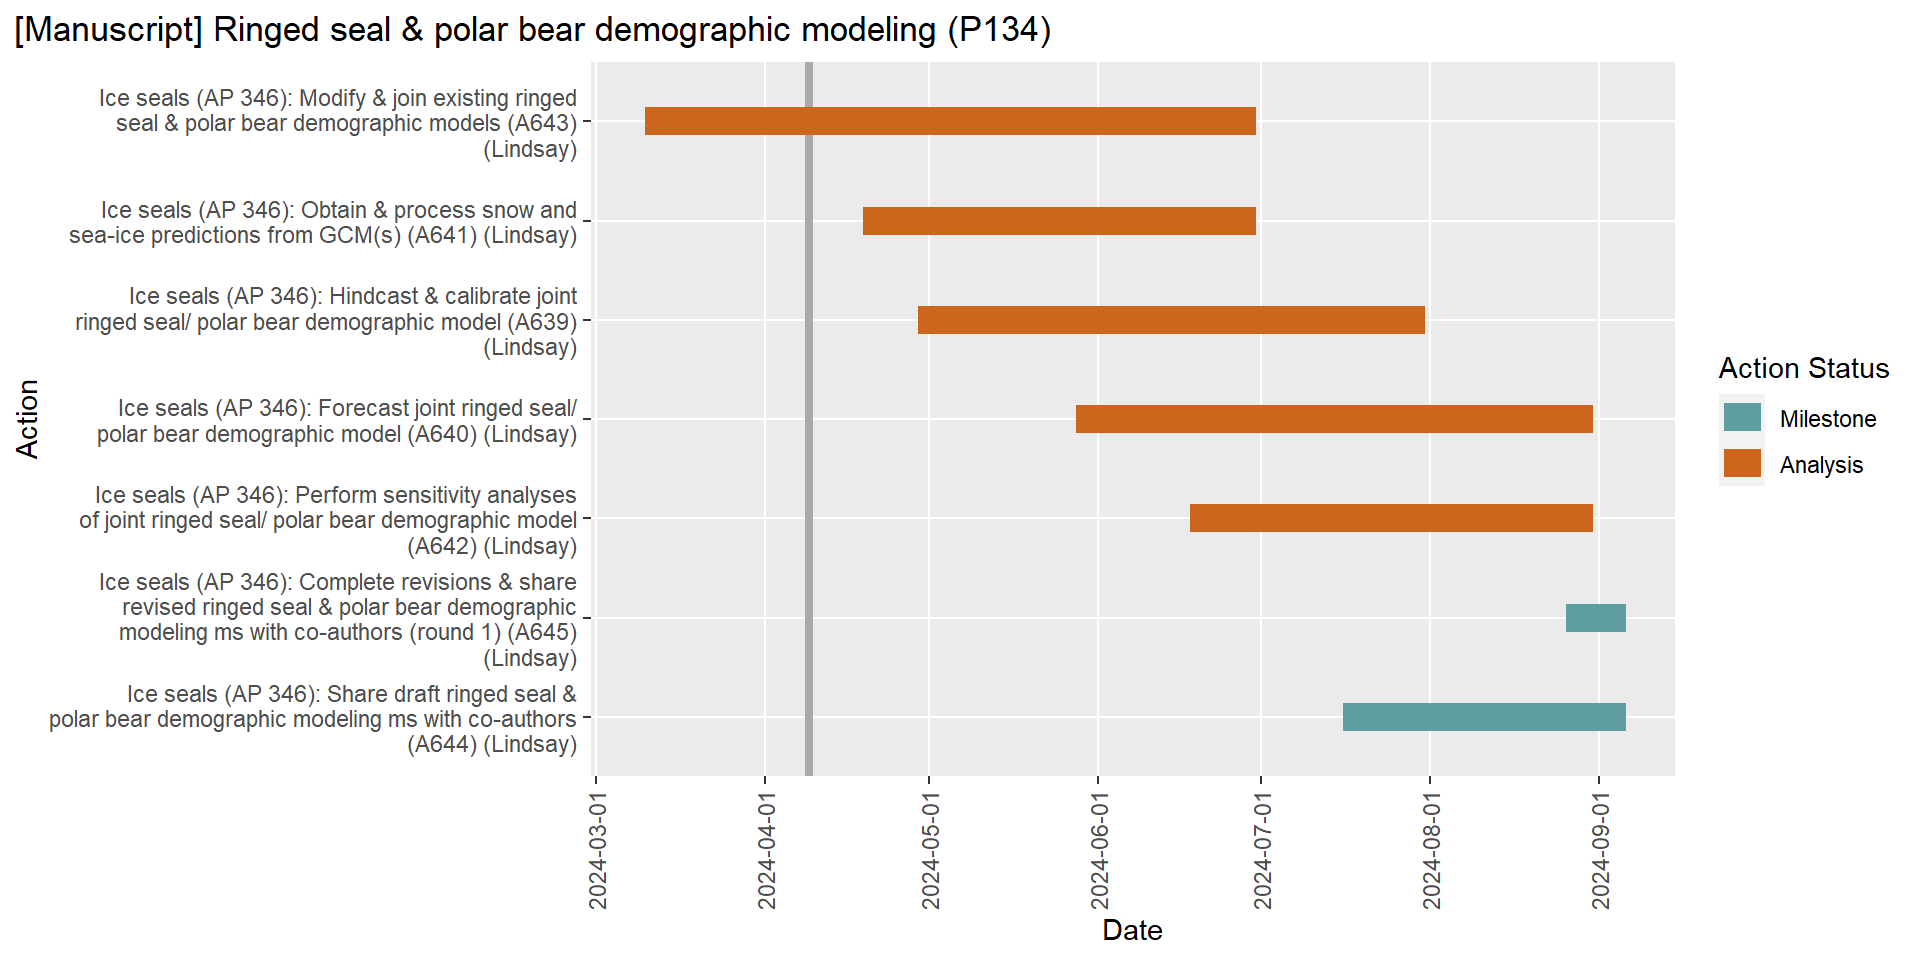 [Manuscript] Ringed seal & polar bear demographic modeling (P134)
Ice seals (AP 346): Modify & join existing ringed
seal & polar bear demographic models (A643)
(Lindsay)
Ice seals (AP 346): Obtain & process snow and
sea-ice predictions from GCM(s) (A641) (Lindsay)
Ice seals (AP 346): Hindcast & calibrate joint
ringed seal/ polar bear demographic model (A639)
(Lindsay)
Ice seals (AP 346): Forecast joint ringed seal/
polar bear demographic model (A640) (Lindsay)
Ice seals (AP 346): Perform sensitivity analyses
of joint ringed seal/ polar bear demographic model
(A642) (Lindsay)
Ice seals (AP 346): Complete revisions & share
revised ringed seal & polar bear demographic
modeling ms with co-authors (round 1) (A645)
(Lindsay)
Ice seals (AP 346): Share draft ringed seal &
polar bear demographic modeling ms with co-authors
(A644) (Lindsay)
Action
2024-03-01
2024-04-01
2024-05-01
2024-06-01
2024-07-01
2024-08-01
2024-09-01
Date
Action Status
Milestone
Analysis